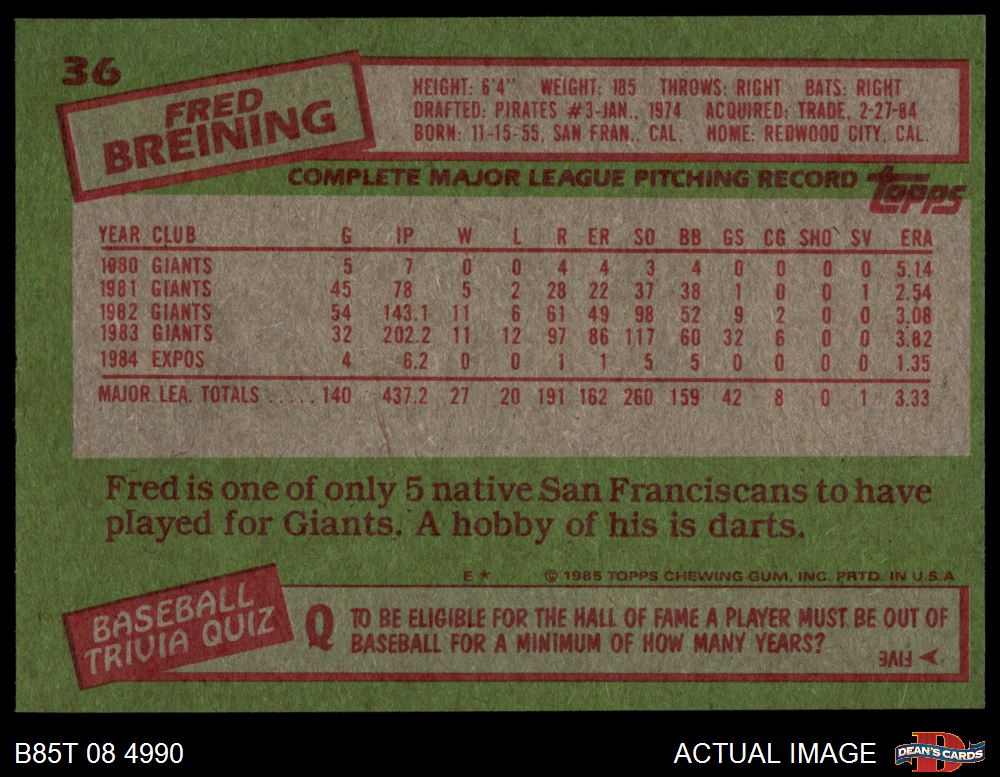 36
FRED
BREINING
HEIGHT: 6'4" WEIGHT: 185 THROWS: RIGHT BATS: RIGHT
DRAFTED: PIRATES #3-JAN., 1974 ACQUIRED: TRADE, 2-27-84
BORN: 11-15-55, SAN FRAN., CAL. HOME: REDWOOD CITY, CAL.
COMPLETE MAJOR LEAGUE PITCHING RECORD topps
YEAR CLUB G IP W L R ER SO BB GS CG SHO SV ERA
1980 GIANTS 5 7 0 0 4 4 3 4 0 0 0 0 5.14
1981 GIANTS 45 78 5 2 28 22 37 38 1 0 0 1 2.54
1982 GIANTS 54 143.1 11 6 61 49 98 52 9 2 0 0 3.08
1983 GIANTS 32 202.2 11 12 97 86 117 60 32 6 0 0 3.82
1984 EXPOS 4 6.2 0 0 1 1 5 5 0 0 0 0 1.35
MAJOR LEA. TOTALS ..... 140 437.2 27 20 191 162 260 159 42 8 0 1 3.33
Fred is one of only 5 native San Franciscans to have
played for Giants. A hobby of his is darts.
E* © 1985 TOPPS CHEWING GUM, INC. PRTD. IN U.S.A
BASEBALL
TRIVIA QUIZ
Q TO BE ELIGIBLE FOR THE HALL OF FAME A PLAYER MUST BE OUT OF
BASEBALL FOR A MINIMUM OF HOW MANY YEARS?
A FIVE
B85T 08 4990
ACTUAL IMAGE
D
DEAN'S CARDS